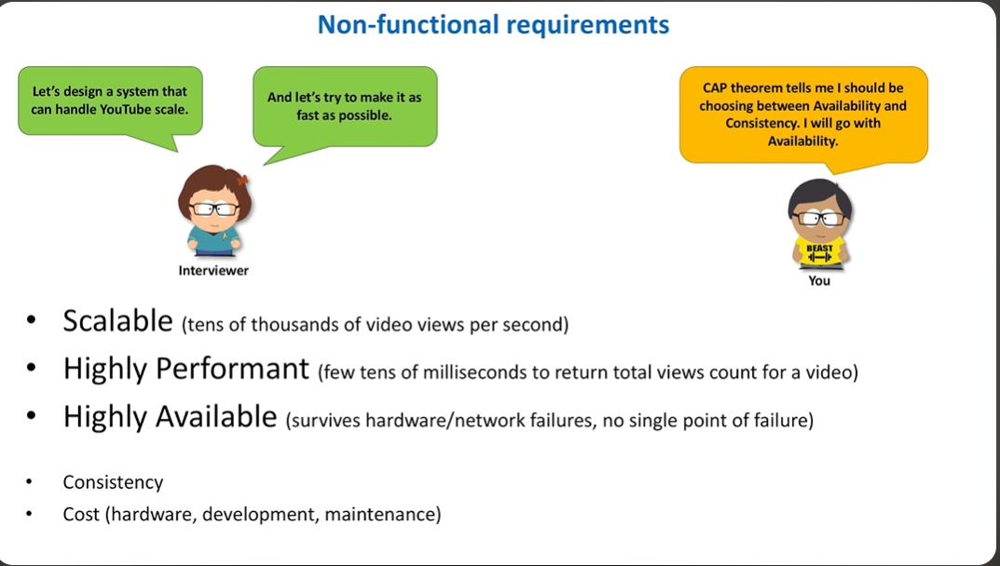 Non-functional requirements
Let's design a system that
can handle YouTube scale.
And let's try to make it as
fast as possible.
CAP theorem tells me I should be
choosing between Availability and
Consistency. I will go with
Availability.
BEAST
Interviewer
You
• Scalable (tens of thousands of video views per second)
• Highly Performant (few tens of milliseconds to return total views count for a video)
• Highly Available (survives hardware/network failures, no single point of failure)
• Consistency
• Cost (hardware, development, maintenance)